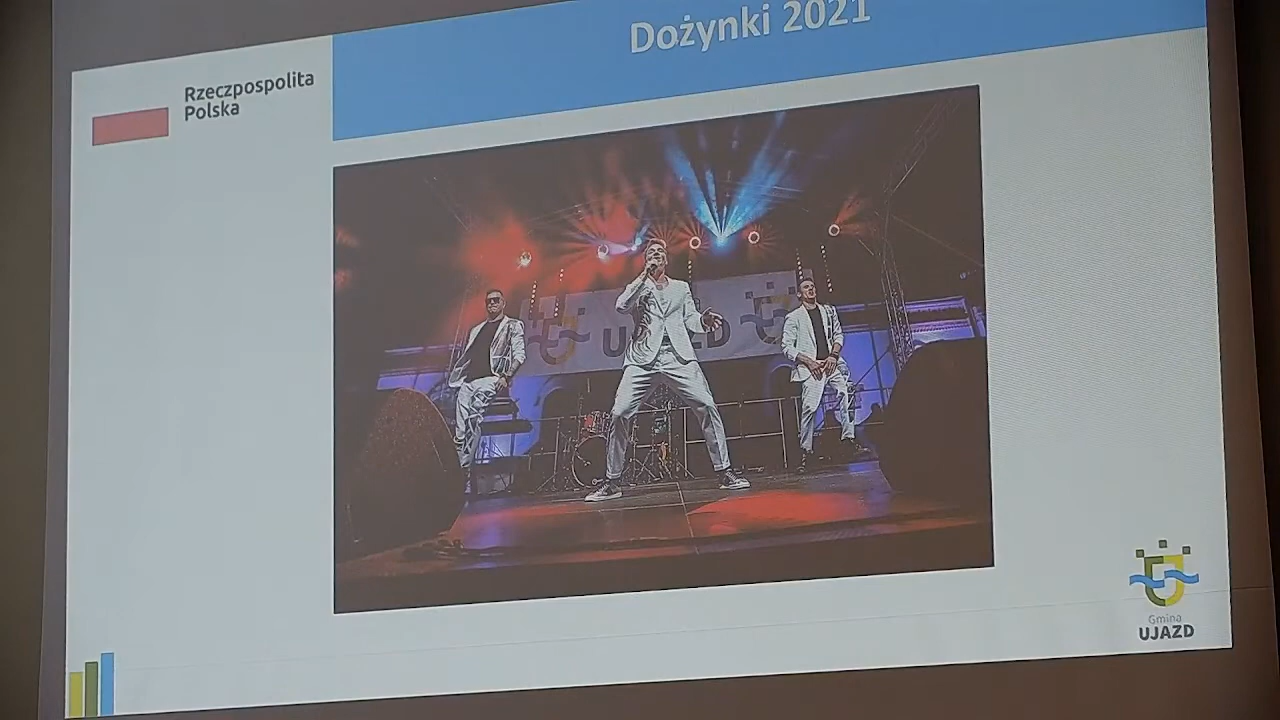 Dożynki 2021
Rzeczpospolita
Polska
UJAZD
Gmina
UJAZD